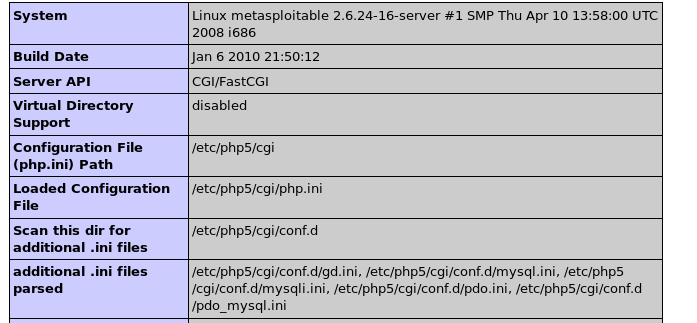 System
Linux metasploitable 2.6.24-16-server #1 SMP Thu Apr 10 13:58:00 UTC
2008 i686
Build Date
Jan 6 2010 21:50:12
Server API
CGI/FastCGI
Virtual Directory
Support
disabled
Configuration File
(php.ini) Path
/etc/php5/cgi
Loaded Configuration
File
/etc/php5/cgi/php.ini
Scan this dir for
additional .ini files
/etc/php5/cgi/conf.d
additional .ini files
parsed
/etc/php5/cgi/conf.d/gd.ini, /etc/php5/cgi/conf.d/mysql.ini, /etc/php5
/cgi/conf.d/mysqli.ini, /etc/php5/cgi/conf.d/pdo.ini, /etc/php5/cgi/conf.d
/pdo_mysql.ini